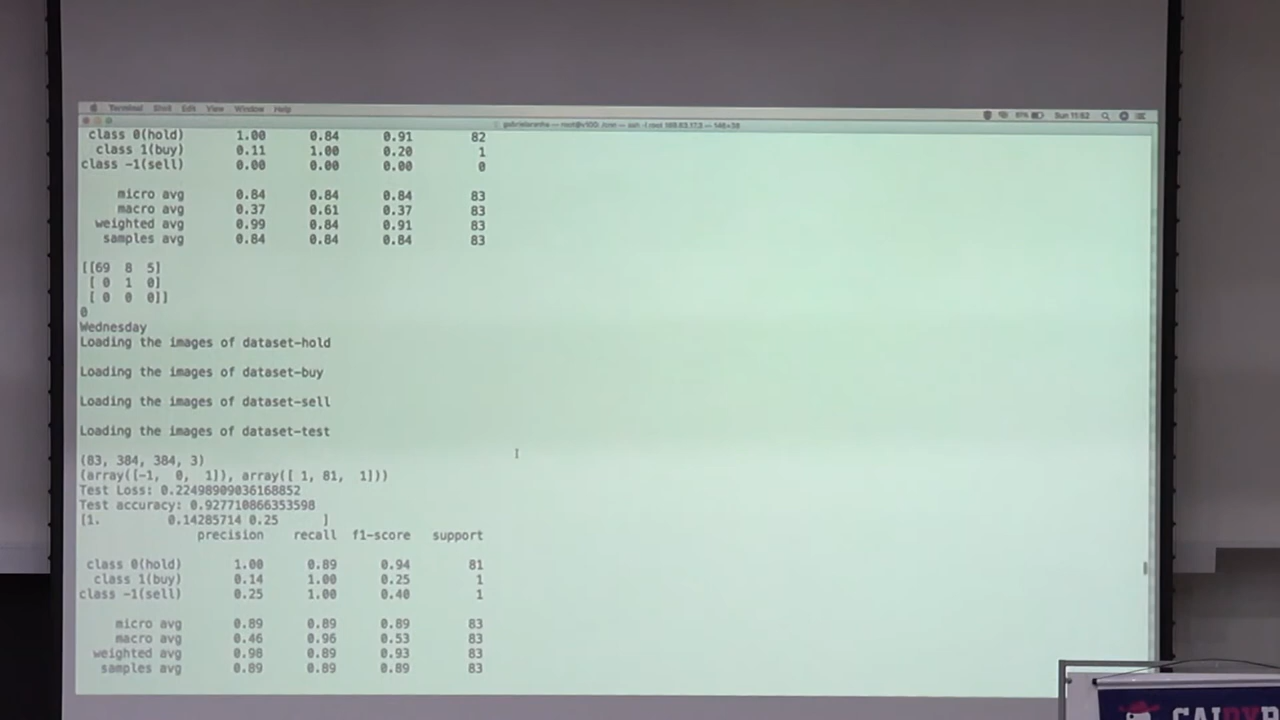 Terminal Shell Edit View Window Help
Sun 11:52
class 0(hold) 1.00 0.84 0.91 82
class 1(buy) 0.11 1.00 0.20 1
class -1(sell) 0.00 0.00 0.00 0
micro avg 0.84 0.84 0.84 83
macro avg 0.37 0.61 0.37 83
weighted avg 0.99 0.84 0.91 83
samples avg 0.84 0.84 0.84 83
[[69 8 5]
[ 0 1 0]
[ 0 0 0]]
0
Wednesday
Loading the images of dataset-hold
Loading the images of dataset-buy
Loading the images of dataset-sell
Loading the images of dataset-test
(83, 384, 384, 3)
(array([-1, 0, 1]), array([ 1, 81, 1]))
Test Loss: 0.22498909036168852
Test accuracy: 0.927710866353598
[1. 0.14285714 0.25 ]
precision recall f1-score support
class 0(hold) 1.00 0.89 0.94 81
class 1(buy) 0.14 1.00 0.25 1
class -1(sell) 0.25 1.00 0.40 1
micro avg 0.89 0.89 0.89 83
macro avg 0.46 0.96 0.53 83
weighted avg 0.98 0.89 0.93 83
samples avg 0.89 0.89 0.89 83